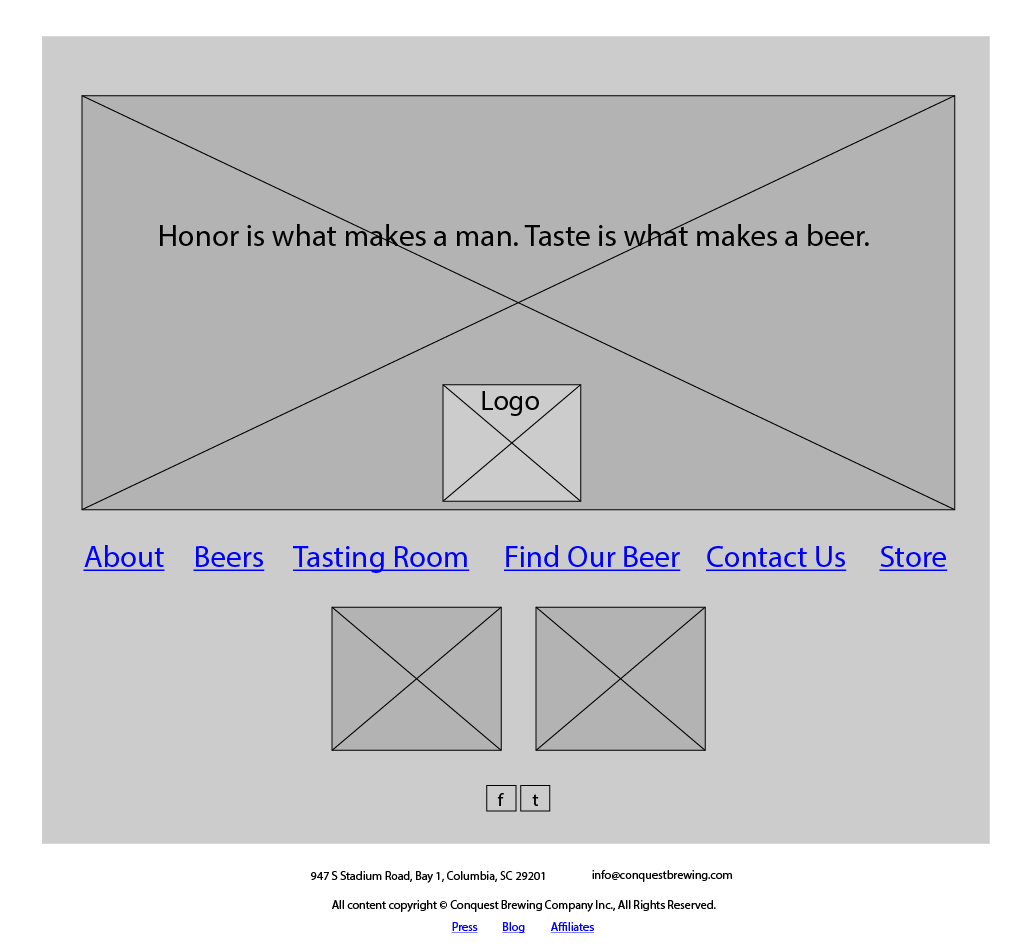 Honor is what makes a man. Taste is what makes a beer.
Logo
About Beers Tasting Room Find Our Beer Contact Us Store
f t
947 S Stadium Road, Bay 1, Columbia, SC 29201 info@conquestbrewing.com
All content copyright © Conquest Brewing Company Inc., All Rights Reserved.
Press Blog Affiliates